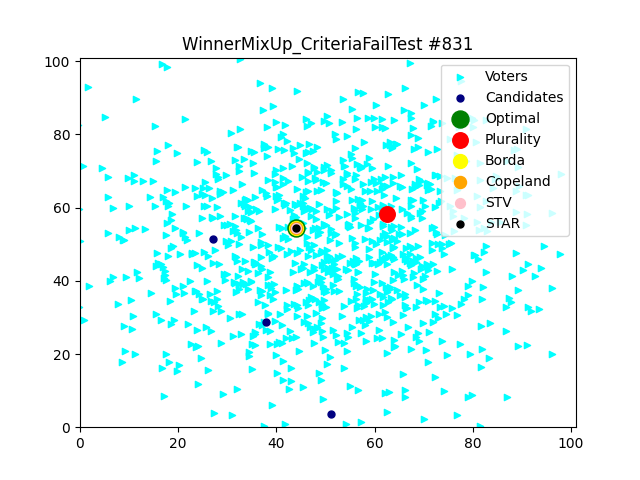 WinnerMixUp_CriteriaFailTest #831
100
80
60
40
20
0
0
20
40
60
80
100
Voters
Candidates
Optimal
Plurality
Borda
Copeland
STV
STAR